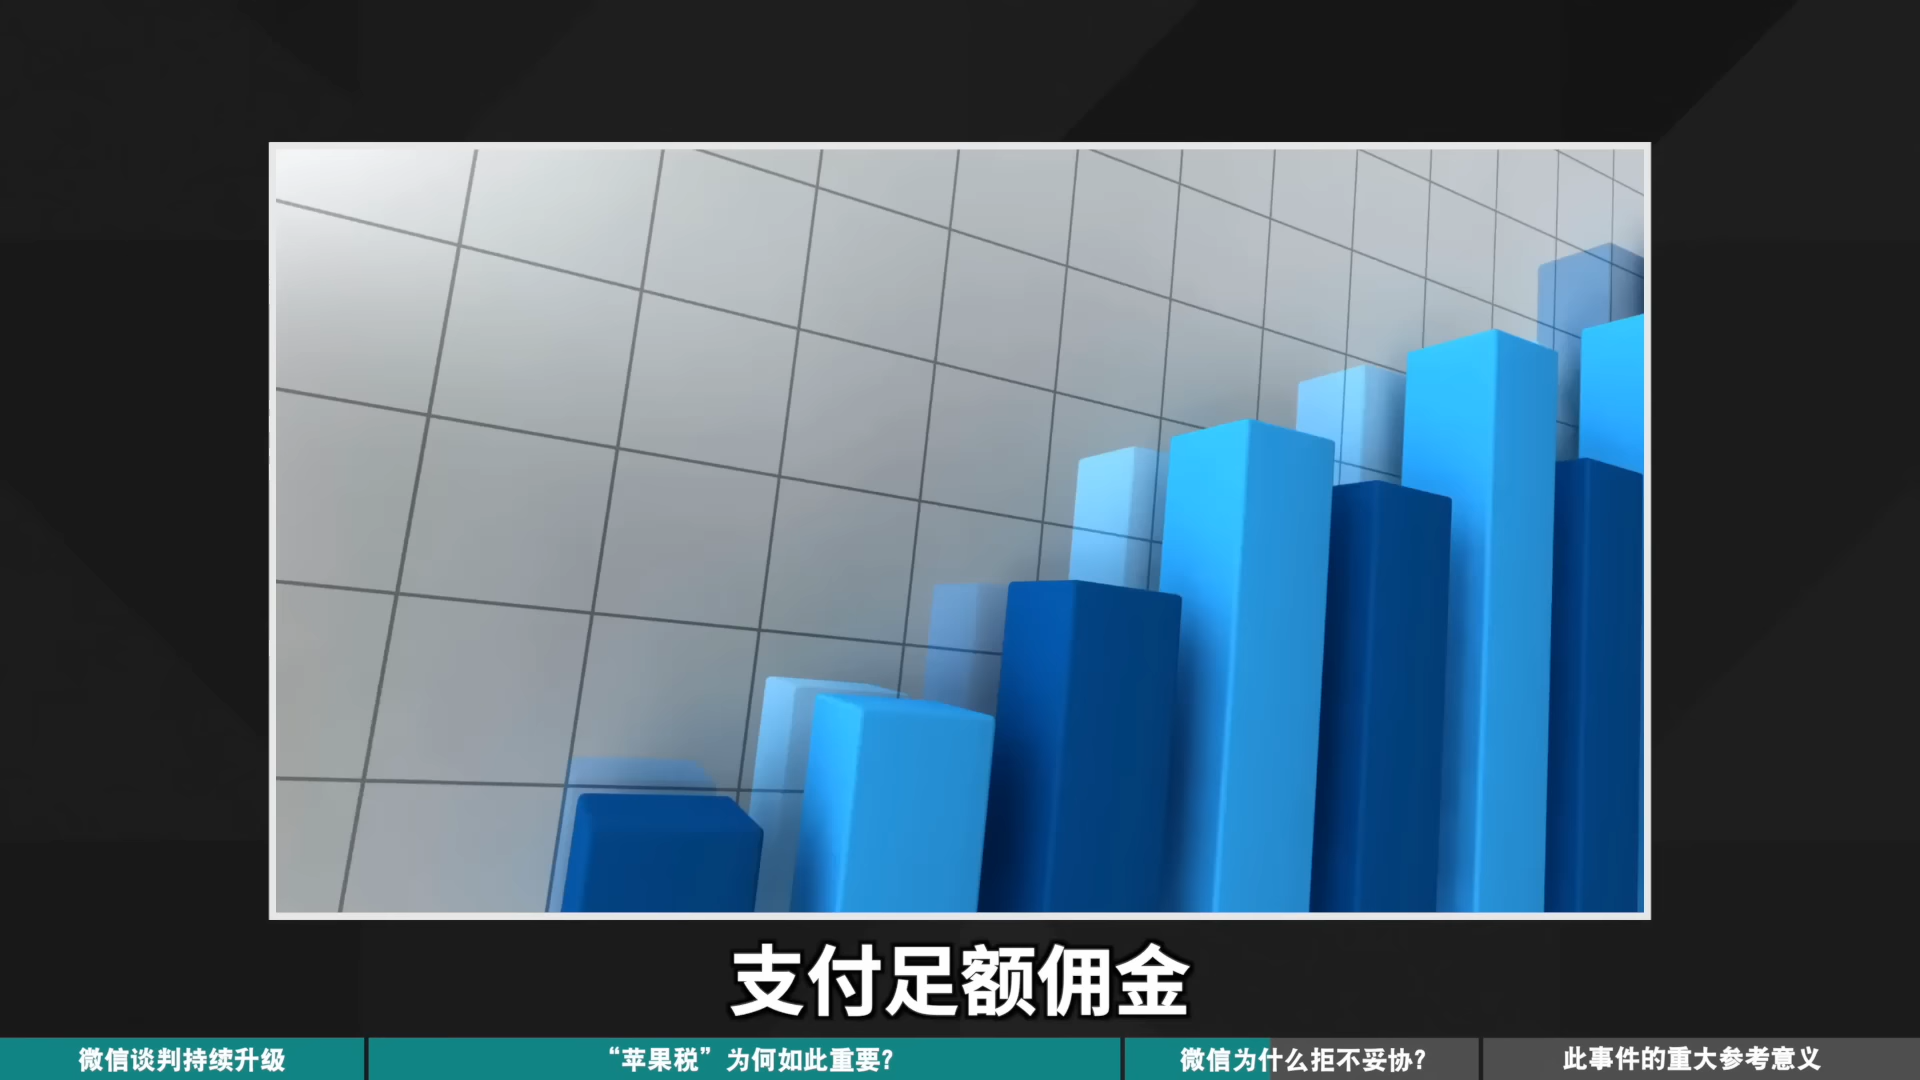 支付足额佣金
微信谈判持续升级
“苹果税”为何如此重要?
微信为什么拒不妥协?
此事件的重大参考意义